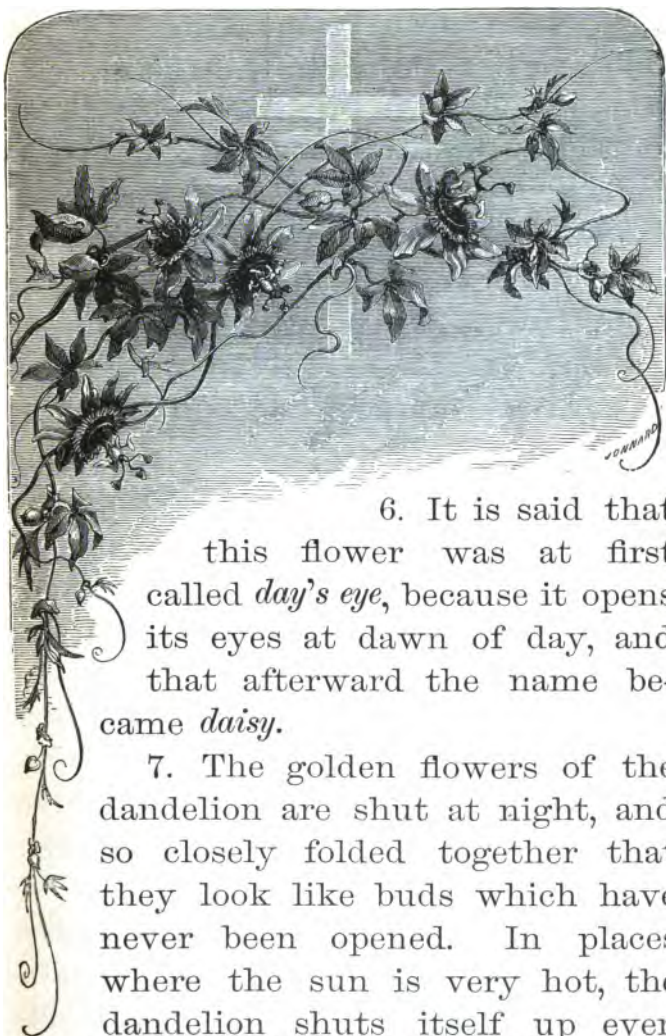 JONNARD
6. It is said that
this flower was at first
called day's eye, because it opens
its eyes at dawn of day, and
that afterward the name be-
came daisy.
7. The golden flowers of the
dandelion are shut at night, and
so closely folded together that
they look like buds which have
never been opened. In places
where the sun is very hot, the
dandelion shuts itself up even